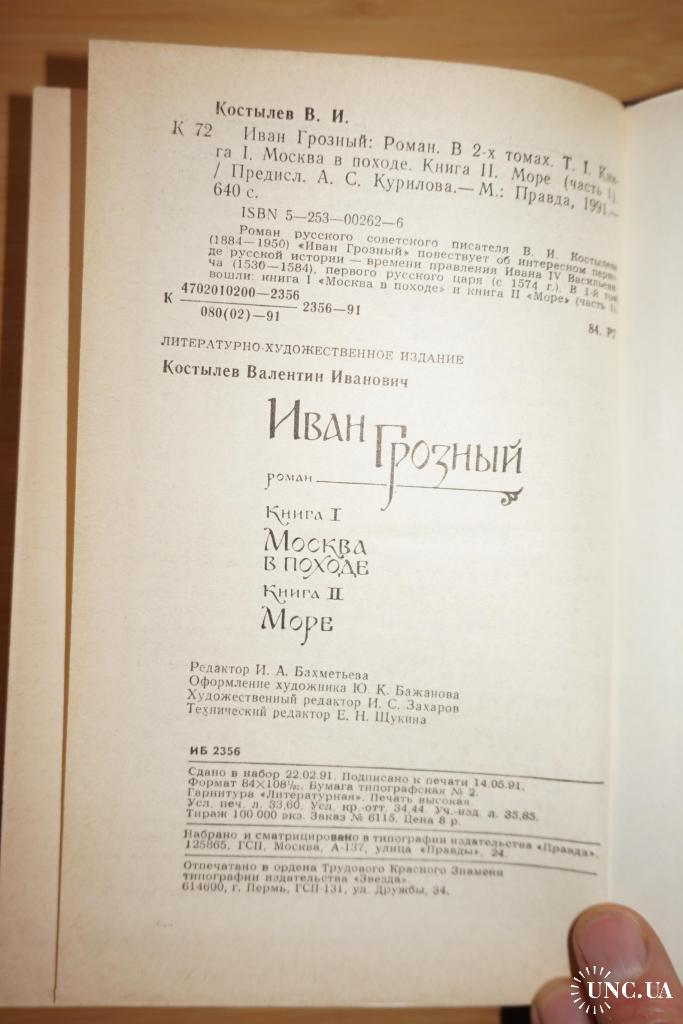 Костылев В. И.
К 72 Иван Грозный: Роман. В 2-х томах. Т. I. Кни-
га I. Москва в походе. Книга II. Море (часть I).
/ Предисл. А. С. Курилова.— М.: Правда, 1991.—
640 с.
ISBN 5—253—00262—6
Роман русского советского писателя В. И. Костылева
(1884—1950) «Иван Грозный» повествует об интересном перио-
де русской истории — времени правления Ивана IV Васильеви-
ча (1530—1584), первого русского царя (с 1574 г.). В 1-й том
вошли: книга I «Москва в походе» и книга II «Море» (часть I).
К 4702010200—2356
080(02)—91 2356—91
84. Р7
ЛИТЕРАТУРНО-ХУДОЖЕСТВЕННОЕ ИЗДАНИЕ
Костылев Валентин Иванович
Иван Грозный
роман
Книга I
Москва
в походе
Книга II
Море
Редактор И. А. Бахметьева
Оформление художника Ю. К. Бажанова
Художественный редактор И. С. Захаров
Технический редактор Е. Н. Щукина
ИБ 2356
Сдано в набор 22.02.91. Подписано к печати 14.05.91.
Формат 84×108¹/₃₂. Бумага типографская № 2.
Гарнитура «Литературная». Печать высокая.
Усл. печ. л. 33,60. Усл. кр.-отт. 34,44. Уч.-изд. л. 35,85.
Тираж 100 000 экз. Заказ № 6115. Цена 8 р.
Набрано и сматрицировано в типографии издательства «Правда».
125865, ГСП, Москва, А-137, улица «Правды», 24.
Отпечатано в ордена Трудового Красного Знамени
типографии издательства «Звезда».
614600, г. Пермь, ГСП-131, ул. Дружбы, 34.
UNC.UA